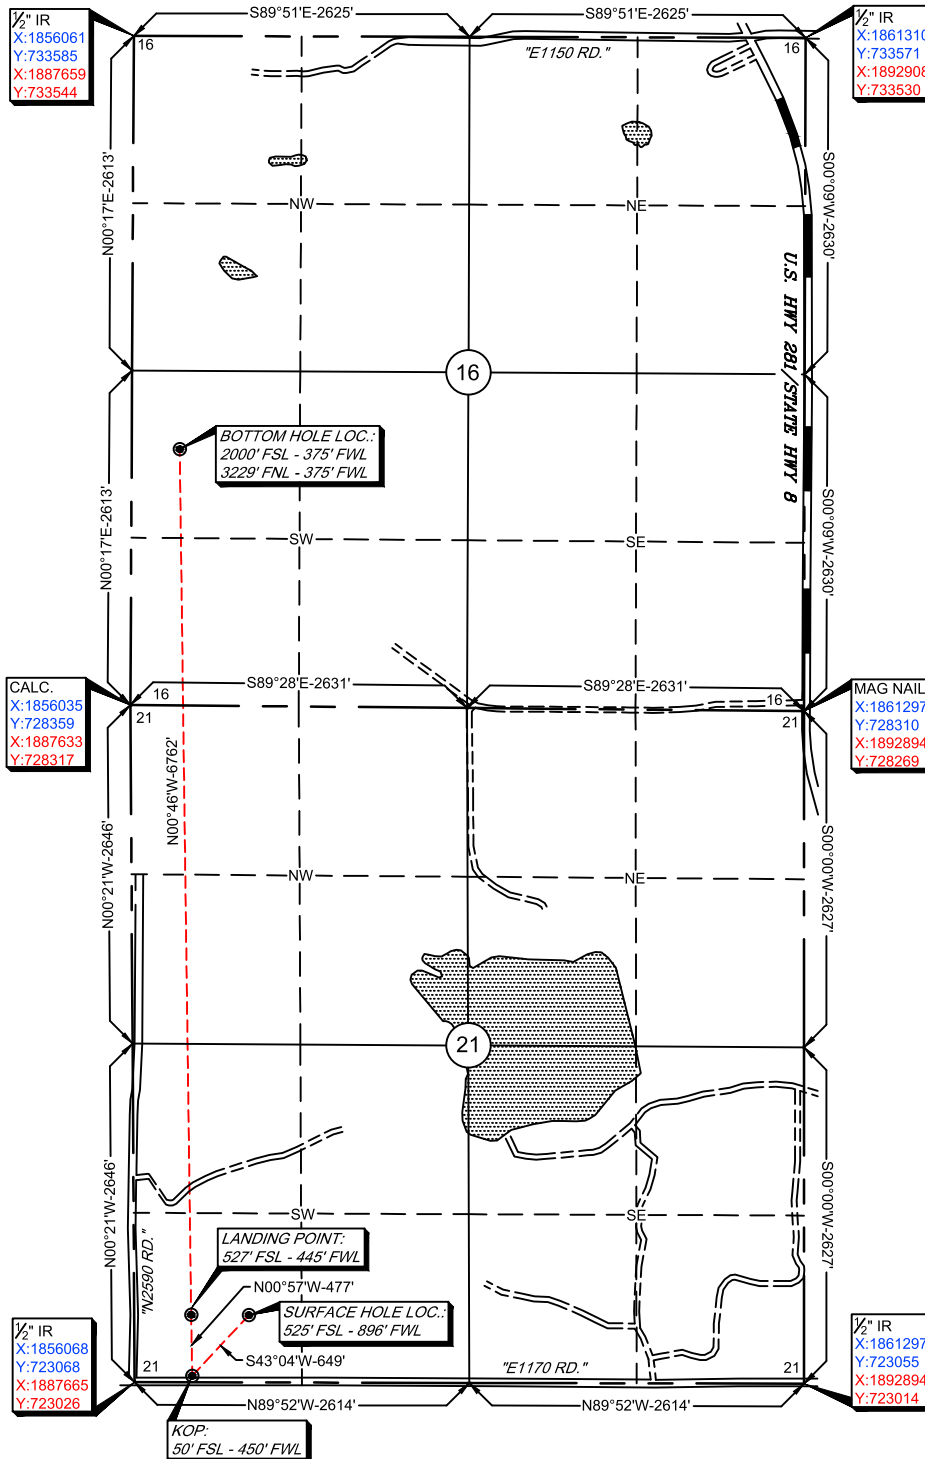 S89°51'E-2625'
S89°51'E-2625'
½" IR
X:1856061
Y:733585
X:1887659
Y:733544
½" IR
X:1861310
Y:733571
X:1892908
Y:733530
16
16
"E1150 RD."
N00°17'E-2613'
S00°09'W-2630'
NW
NE
U.S. HWY 281/STATE HWY 8
16
BOTTOM HOLE LOC.:
2000' FSL - 375' FWL
3229' FNL - 375' FWL
N00°17'E-2613'
S00°09'W-2630'
SW
SE
CALC.
X:1856035
Y:728359
X:1887633
Y:728317
16
21
S89°28'E-2631'
S89°28'E-2631'
16
21
MAG NAIL
X:1861297
Y:728310
X:1892894
Y:728269
N00°46'W-6762'
N00°21'W-2646'
S00°00'W-2627'
NW
NE
21
N00°21'W-2646'
S00°00'W-2627'
SW
SE
"N2590 RD."
LANDING POINT:
527' FSL - 445' FWL
N00°57'W-477'
SURFACE HOLE LOC.:
525' FSL - 896' FWL
S43°04'W-649'
½" IR
X:1856068
Y:723068
X:1887665
Y:723026
21
"E1170 RD."
21
½" IR
X:1861297
Y:723055
X:1892894
Y:723014
N89°52'W-2614'
N89°52'W-2614'
KOP:
50' FSL - 450' FWL